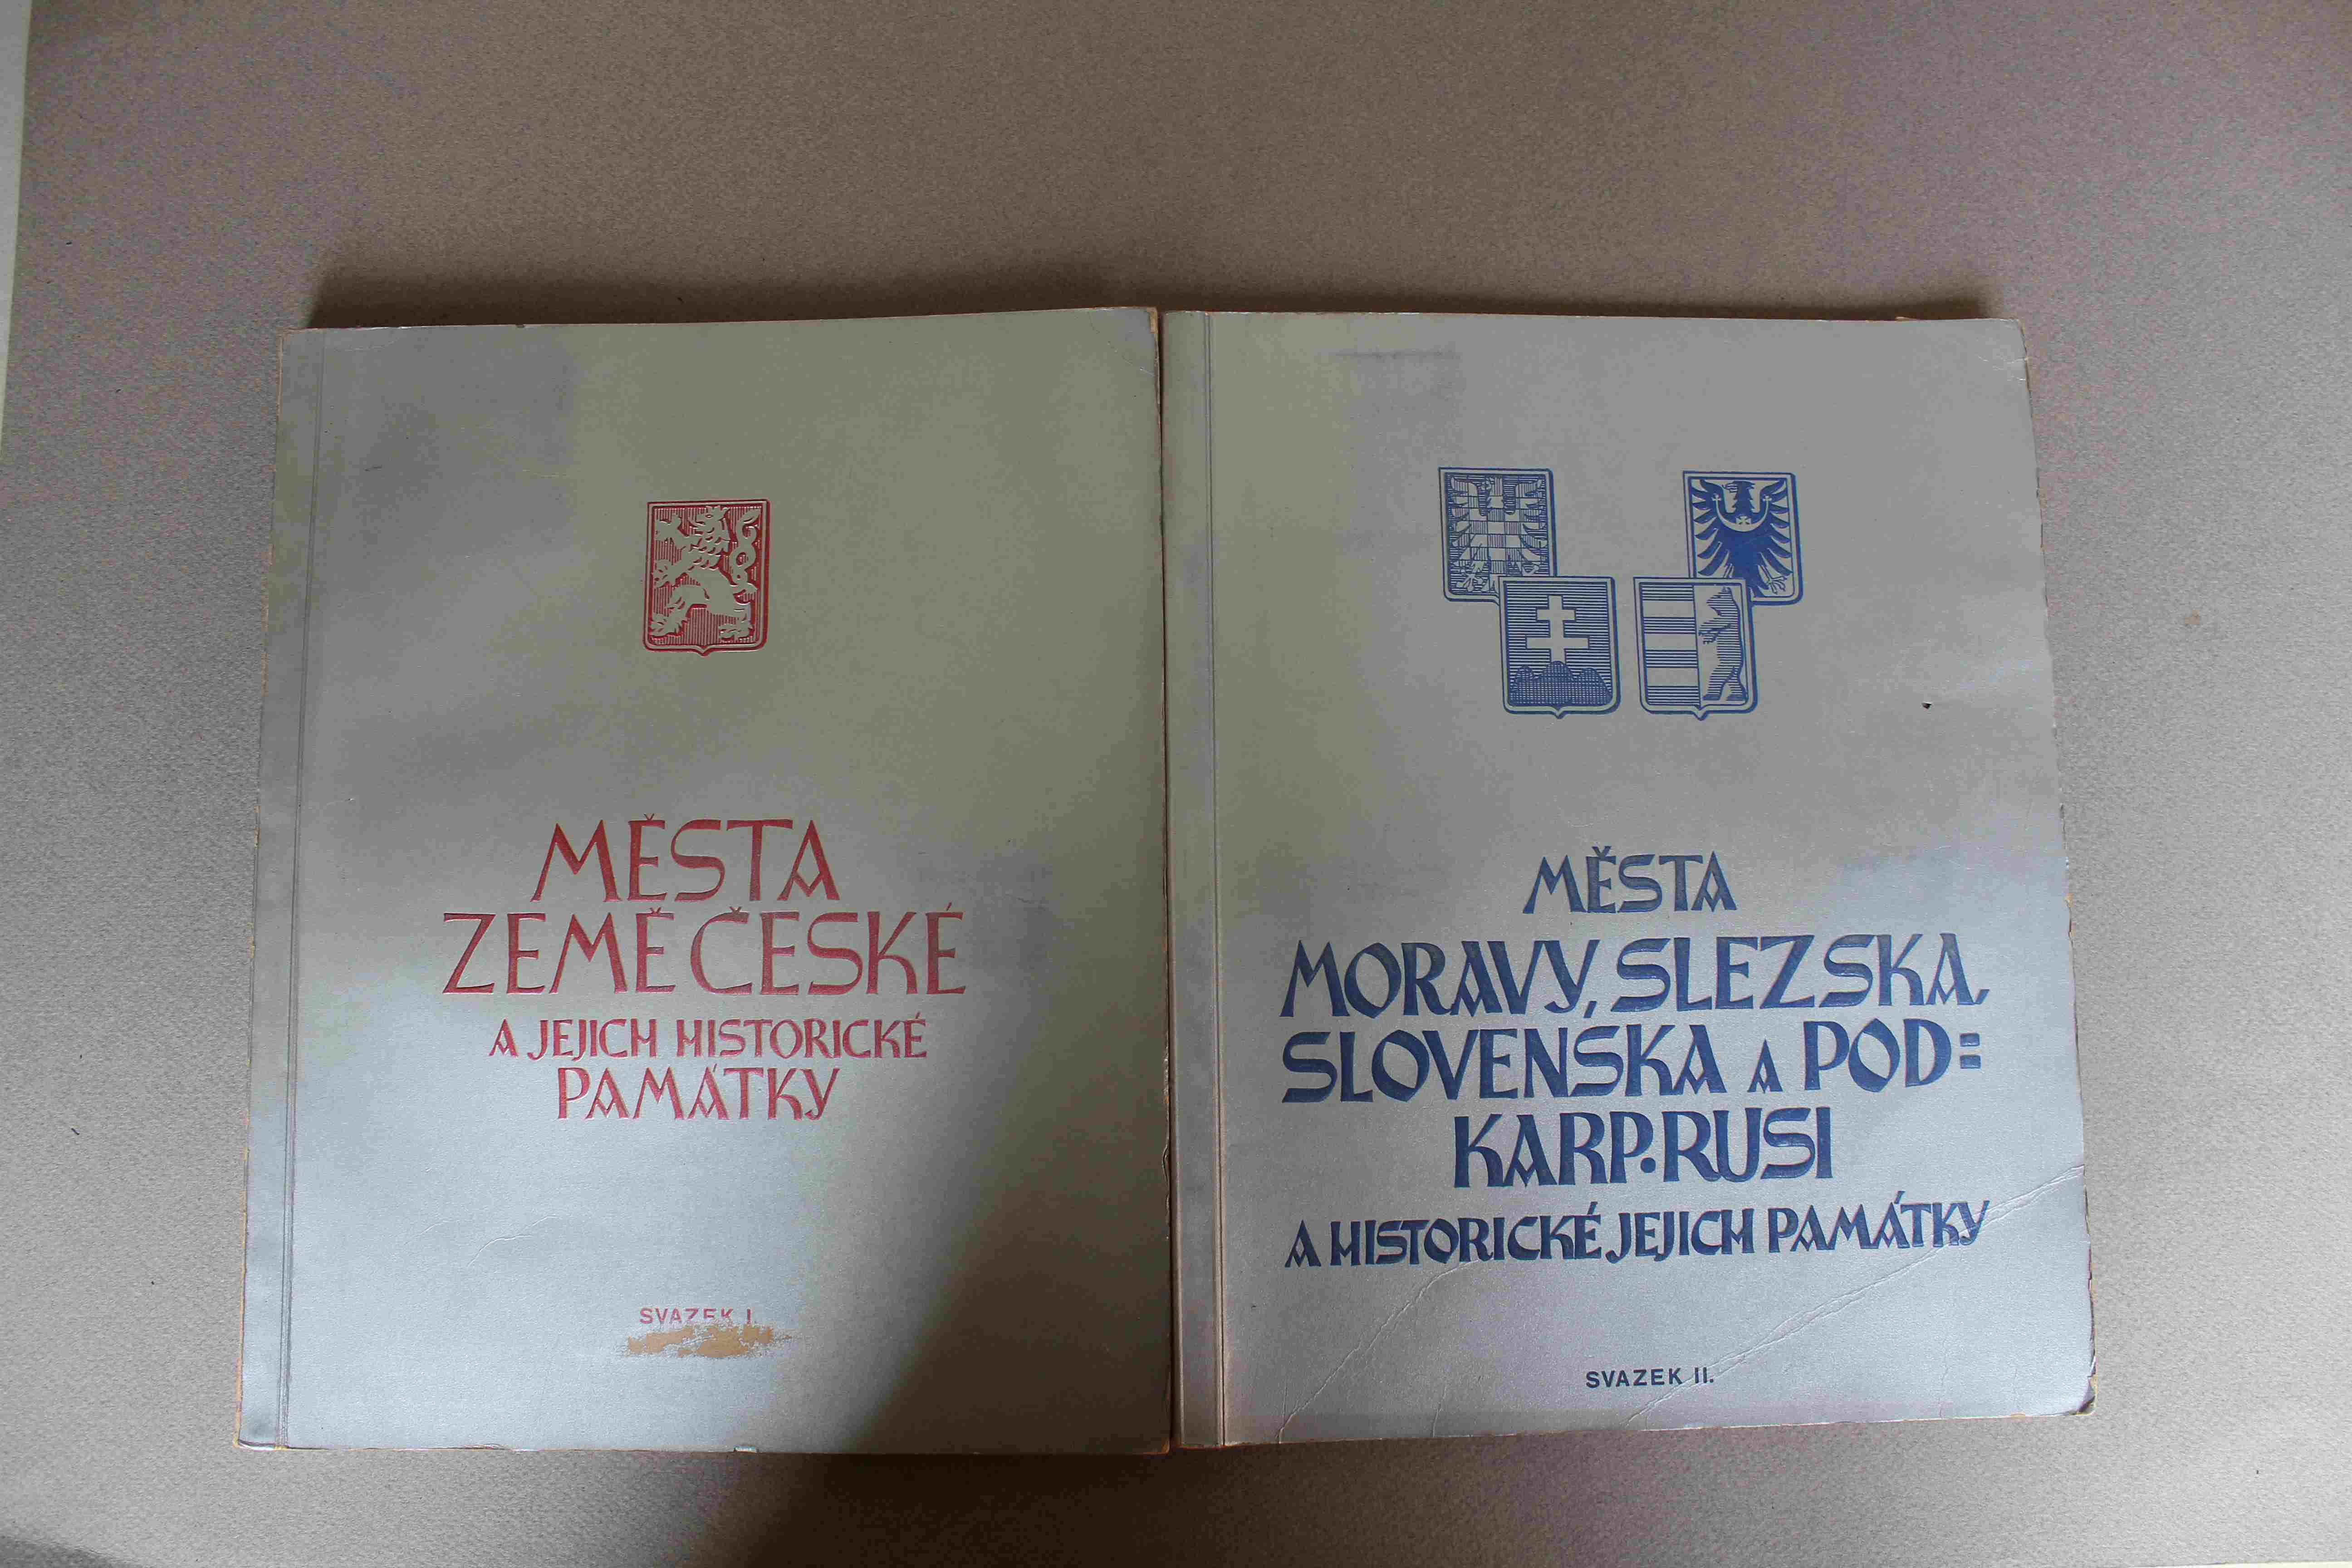 MĚSTA
ZEMĚ ČESKÉ
A JEJICH HISTORICKÉ
PAMÁTKY
SVAZEK I.
MĚSTA
MORAVY, SLEZSKA,
SLOVENSKA A POD=
KARP. RUSI
A HISTORICKÉ JEJICH PAMÁTKY
SVAZEK II.